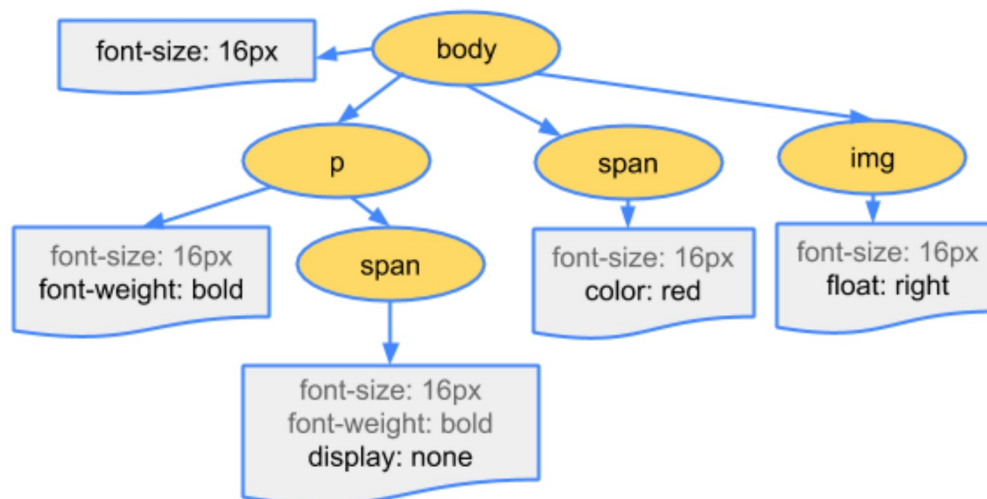 font-size: 16px
body
p
span
img
font-size: 16px
font-weight: bold
span
font-size: 16px
color: red
font-size: 16px
float: right
font-size: 16px
font-weight: bold
display: none